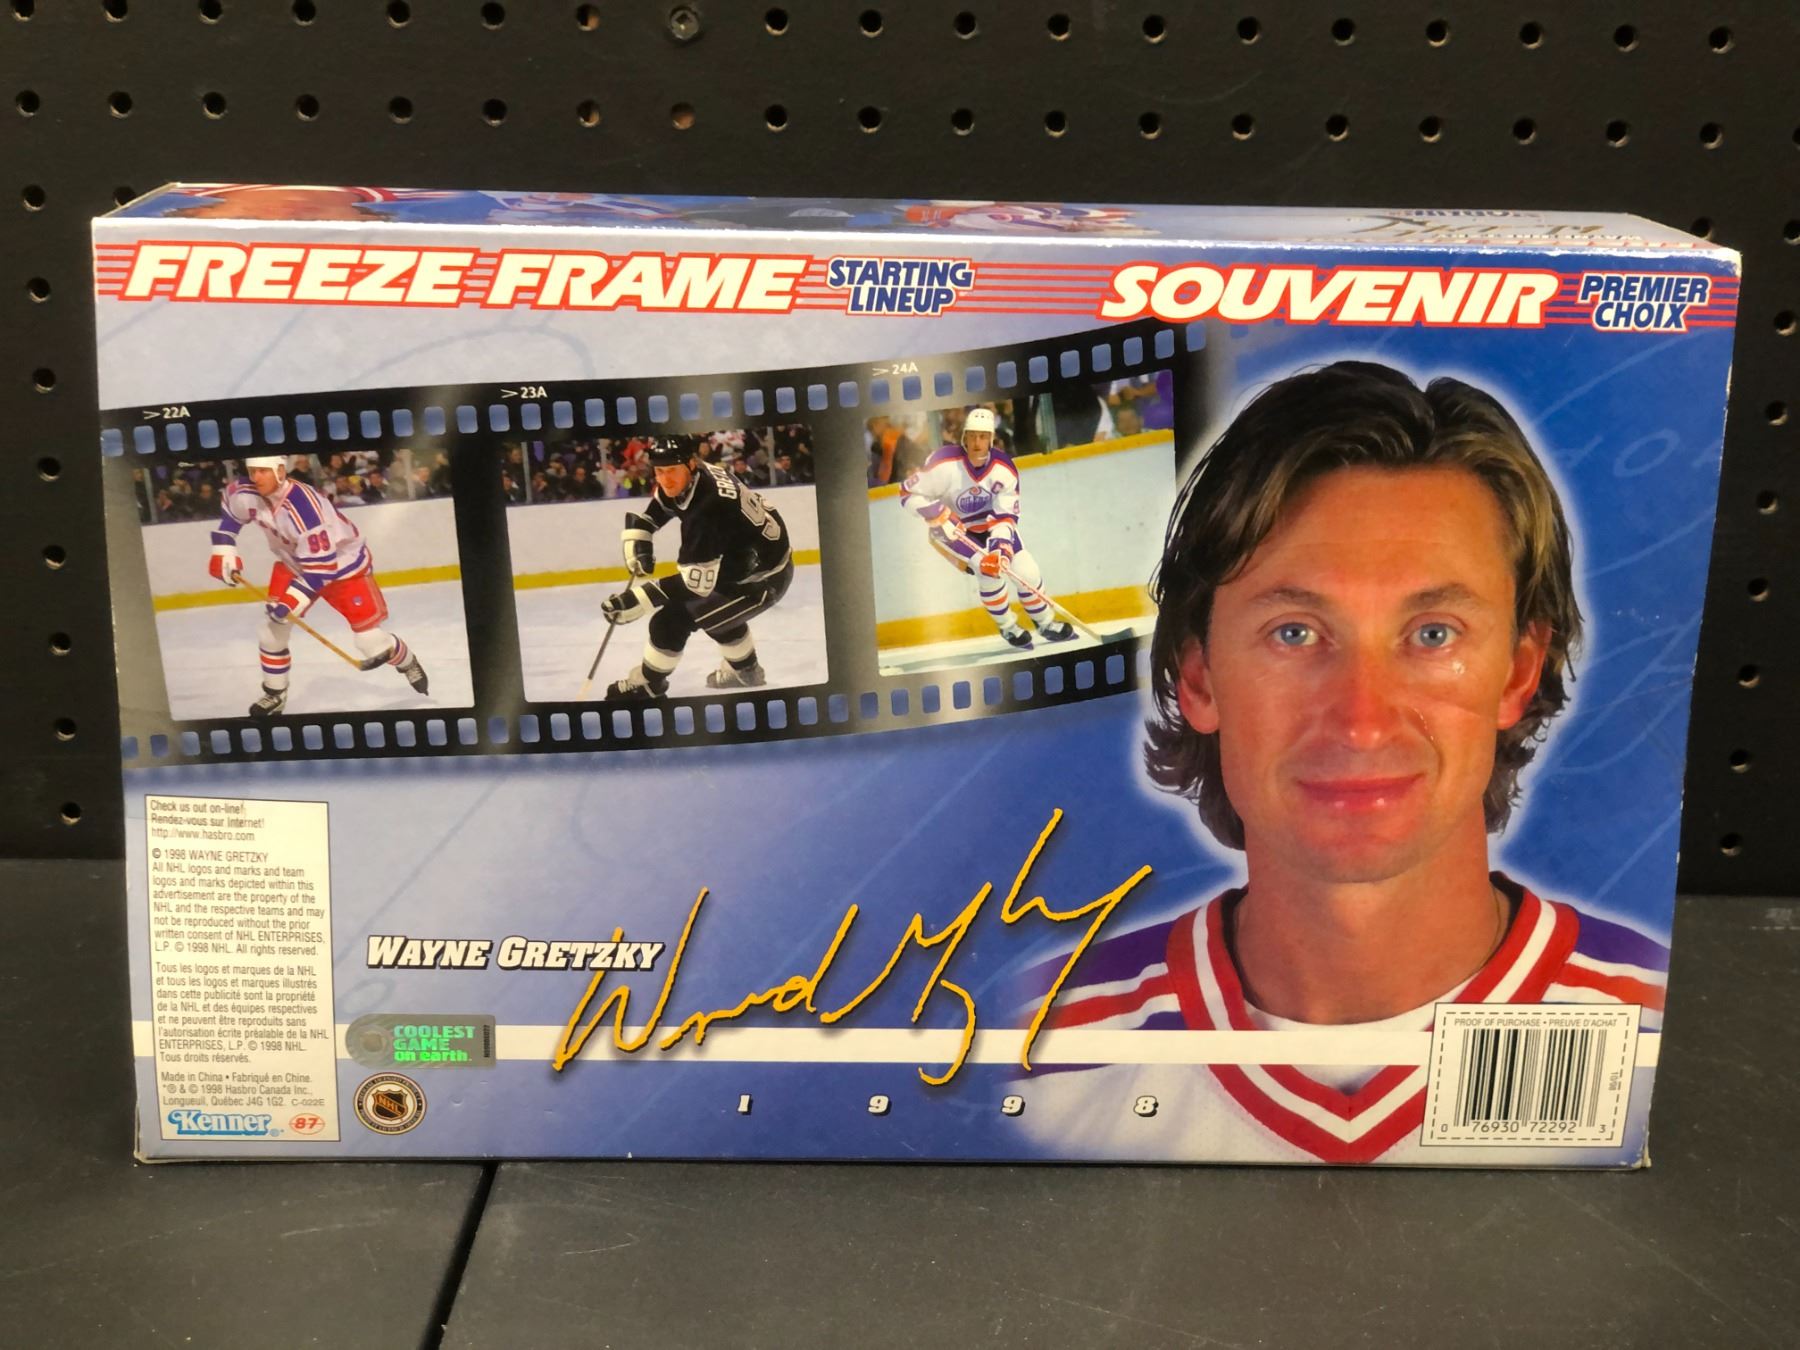 FREEZE FRAME
STARTING
LINEUP
SOUVENIR
PREMIER
CHOIX
>22A
>23A
>24A
99
GRETZ
99
C
Check us out on-line!
Rendez-vous sur Internet!
http://www.hasbro.com
© 1998 WAYNE GRETZKY
All NHL logos and marks and team
logos and marks depicted within this
advertisement are the property of the
NHL and the respective teams and may
not be reproduced without the prior
written consent of NHL ENTERPRISES,
L.P © 1998 NHL. All rights reserved.
Tous les logos et marques de la NHL
et tous les logos et marques illustrés
dans cette publicité sont la propriété
de la NHL et des équipes respectives
et ne peuvent être reproduits sans
l'autorisation écrite préalable de la NHL
ENTERPRISES, L.P. © 1998 NHL.
Tous droits réservés.
Made in China • Fabriqué en Chine.
*® & © 1998 Hasbro Canada Inc.,
Longueuil, Québec J4G 1G2. C-022E
Kenner®
87
WAYNE GRETZKY
COOLEST
GAME
on earth.
NHL
1 9 9 8
PROOF OF PURCHASE • PREUVE D'ACHAT
10/98
0 76930 72292 3